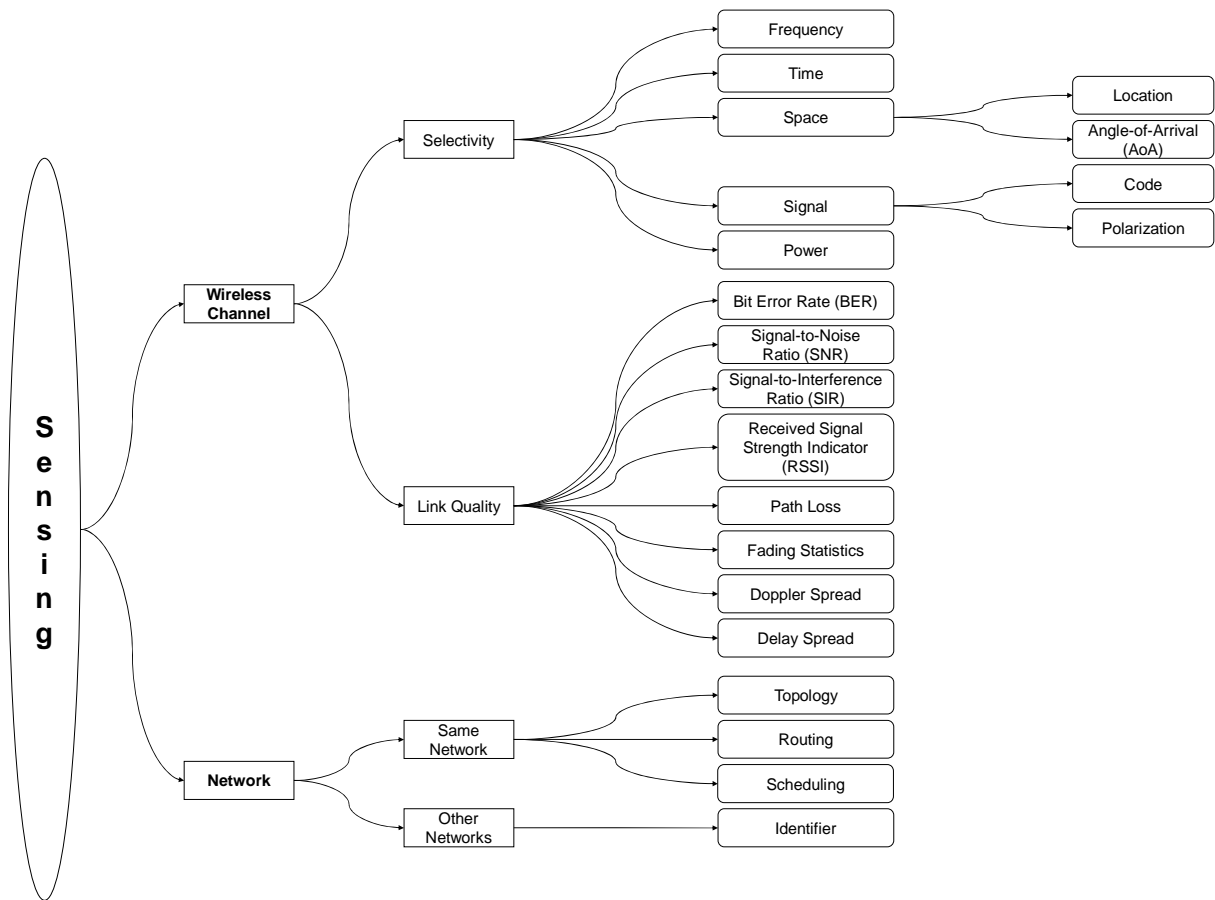 Sensing
Wireless
Channel
Network
Selectivity
Link Quality
Same
Network
Other
Networks
Frequency
Time
Space
Signal
Power
Bit Error Rate (BER)
Signal-to-Noise
Ratio (SNR)
Signal-to-Interference
Ratio (SIR)
Received Signal
Strength Indicator
(RSSI)
Path Loss
Fading Statistics
Doppler Spread
Delay Spread
Topology
Routing
Scheduling
Identifier
Location
Angle-of-Arrival
(AoA)
Code
Polarization